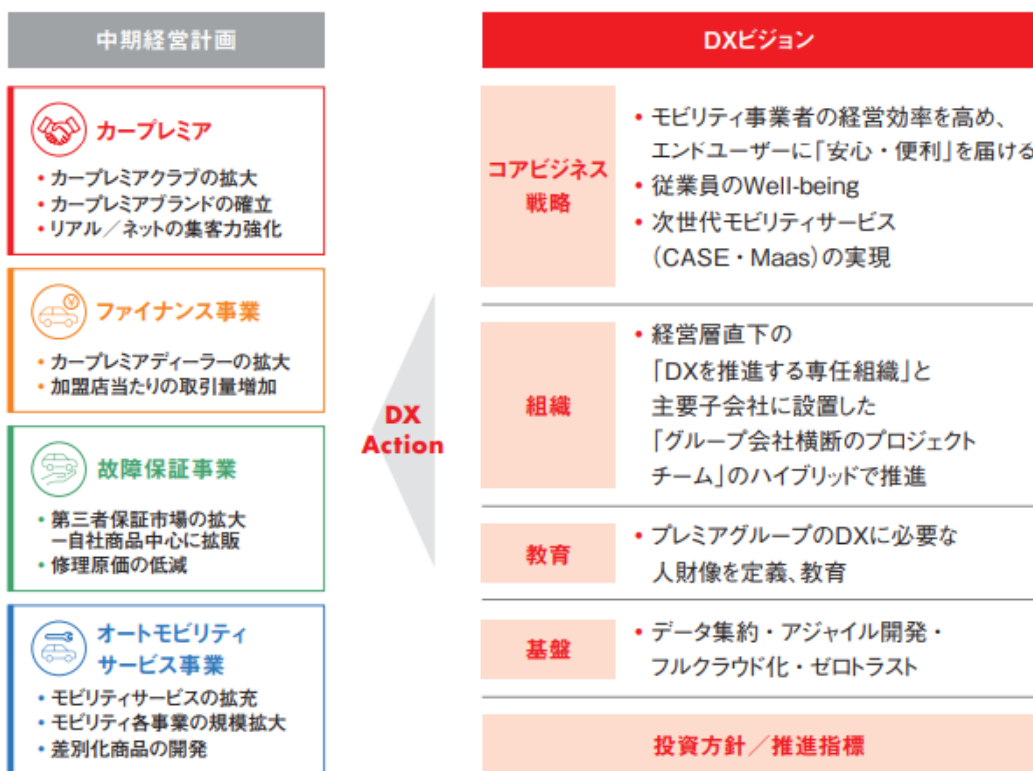 中期経営計画
カープレミア
• カープレミアクラブの拡大
• カープレミアブランドの確立
• リアル／ネットの集客力強化
ファイナンス事業
• カープレミアディーラーの拡大
• 加盟店当たりの取引量増加
故障保証事業
• 第三者保証市場の拡大
ー自社商品中心に拡販
• 修理原価の低減
オートモビリティ
サービス事業
• モビリティサービスの拡充
• モビリティ各事業の規模拡大
• 差別化商品の開発
DX
Action
DXビジョン
コアビジネス
戦略
• モビリティ事業者の経営効率を高め、
エンドユーザーに「安心・便利」を届ける
• 従業員のWell-being
• 次世代モビリティサービス
（CASE・Maas）の実現
組織
• 経営層直下の
「DXを推進する専任組織」と
主要子会社に設置した
「グループ会社横断のプロジェクト
チーム」のハイブリッドで推進
教育
• プレミアグループのDXに必要な
人財像を定義、教育
基盤
• データ集約・アジャイル開発・
フルクラウド化・ゼロトラスト
投資方針／推進指標